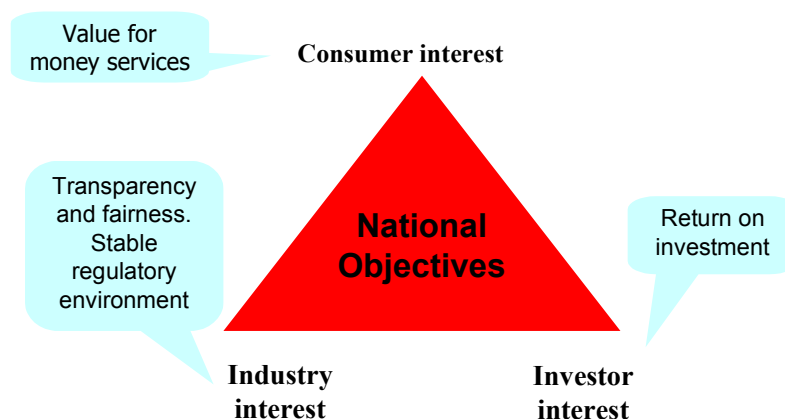 Value for
money services
Consumer interest
Transparency
and fairness.
Stable
regulatory
environment
National
Objectives
Return on
investment
Industry
interest
Investor
interest